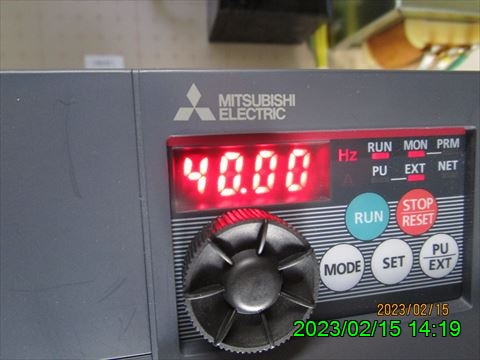 MITSUBISHI
ELECTRIC
40.00
Hz
A
RUN MON PRM
PU EXT NET
RUN
STOP
RESET
MODE
SET
PU
EXT
2023/02/15
2023/02/15 14:19